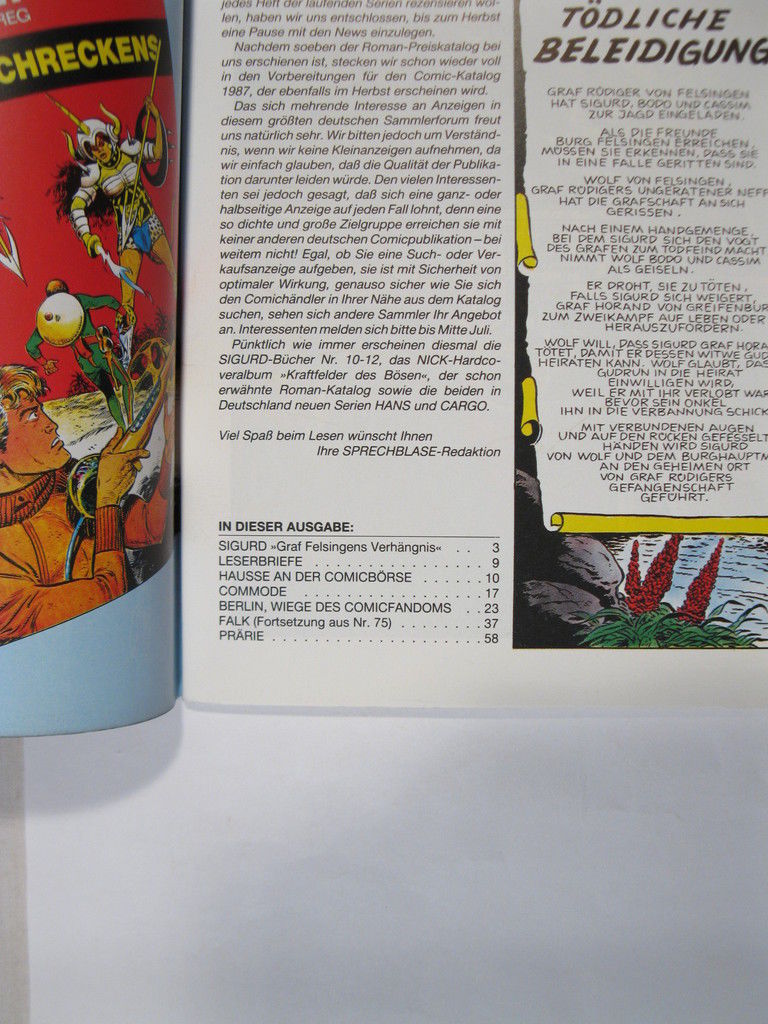 REG
CHRECKENS
jedes Heft der laufenden Serien rezensieren wol-
len, haben wir uns entschlossen, bis zum Herbst
eine Pause mit den News einzulegen.
Nachdem soeben der Roman-Preiskatalog bei
uns erschienen ist, stecken wir schon wieder voll
in den Vorbereitungen für den Comic-Katalog
1987, der ebenfalls im Herbst erscheinen wird.
Das sich mehrende Interesse an Anzeigen in
diesem größten deutschen Sammlerforum freut
uns natürlich sehr. Wir bitten jedoch um Verständ-
nis, wenn wir keine Kleinanzeigen aufnehmen, da
wir einfach glauben, daß die Qualität der Publika-
tion darunter leiden würde. Den vielen Interessen-
ten sei jedoch gesagt, daß sich eine ganz- oder
halbseitige Anzeige auf jeden Fall lohnt, denn eine
so dichte und große Zielgruppe erreichen sie mit
keiner anderen deutschen Comicpublikation – bei
weitem nicht! Egal, ob Sie eine Such- oder Ver-
kaufsanzeige aufgeben, sie ist mit Sicherheit von
optimaler Wirkung, genauso sicher wie Sie sich
den Comichändler in Ihrer Nähe aus dem Katalog
suchen, sehen sich andere Sammler Ihr Angebot
an. Interessenten melden sich bitte bis Mitte Juli.
Pünktlich wie immer erscheinen diesmal die
SIGURD-Bücher Nr. 10-12, das NICK-Hardco-
veralbum »Kraftfelder des Bösen«, der schon
erwähnte Roman-Katalog sowie die beiden in
Deutschland neuen Serien HANS und CARGO.
Viel Spaß beim Lesen wünscht Ihnen
Ihre SPRECHBLASE-Redaktion
IN DIESER AUSGABE:
SIGURD »Graf Felsingens Verhängnis« . . 3
LESERBRIEFE . . . . . . . . . . . . . . . . . . 9
HAUSSE AN DER COMICBÖRSE . . . . . . . 10
COMMODE . . . . . . . . . . . . . . . . . . . . 17
BERLIN, WIEGE DES COMICFANDOMS . . 23
FALK (Fortsetzung aus Nr. 75) . . . . . . . . 37
PRÄRIE . . . . . . . . . . . . . . . . . . . . . . 58
TÖDLICHE
BELEIDIGUNG
GRAF RÜDIGER VON FELSINGEN
HAT SIGURD, BODO UND CASSIM
ZUR JAGD EINGELADEN.
ALS DIE FREUNDE
BURG FELSINGEN ERREICHEN,
MÜSSEN SIE ERKENNEN, DASS SIE
IN EINE FALLE GERITTEN SIND.
WOLF VON FELSINGEN,
GRAF RÜDIGERS UNGERATENER NEFF
HAT DIE GRAFSCHAFT AN SICH
GERISSEN.
NACH EINEM HANDGEMENGE,
BEI DEM SIGURD SICH DEN VOGT
DES GRAFEN ZUM TODFEIND MACHT
NIMMT WOLF BODO UND CASSIM
ALS GEISELN.
ER DROHT, SIE ZU TÖTEN,
FALLS SIGURD SICH WEIGERT,
GRAF HORAND VON GREIFENBUR
ZUM ZWEIKAMPF AUF LEBEN ODER
HERAUSZUFORDERN.
WOLF WILL, DASS SIGURD GRAF HORA
TÖTET, DAMIT ER DESSEN WITWE GUD
HEIRATEN KANN. WOLF GLAUBT, DAS
GUDRUN IN DIE HEIRAT
EINWILLIGEN WIRD,
WEIL ER MIT IHR VERLOBT WAR
BEVOR SEIN ONKEL
IHN IN DIE VERBANNUNG SCHICK
MIT VERBUNDENEN AUGEN
UND AUF DEN RÜCKEN GEFESSELT
HÄNDEN WIRD SIGURD
VON WOLF UND DEM BURGHAUPTM
AN DEN GEHEIMEN ORT
VON GRAF RÜDIGERS
GEFANGENSCHAFT
GEFÜHRT.